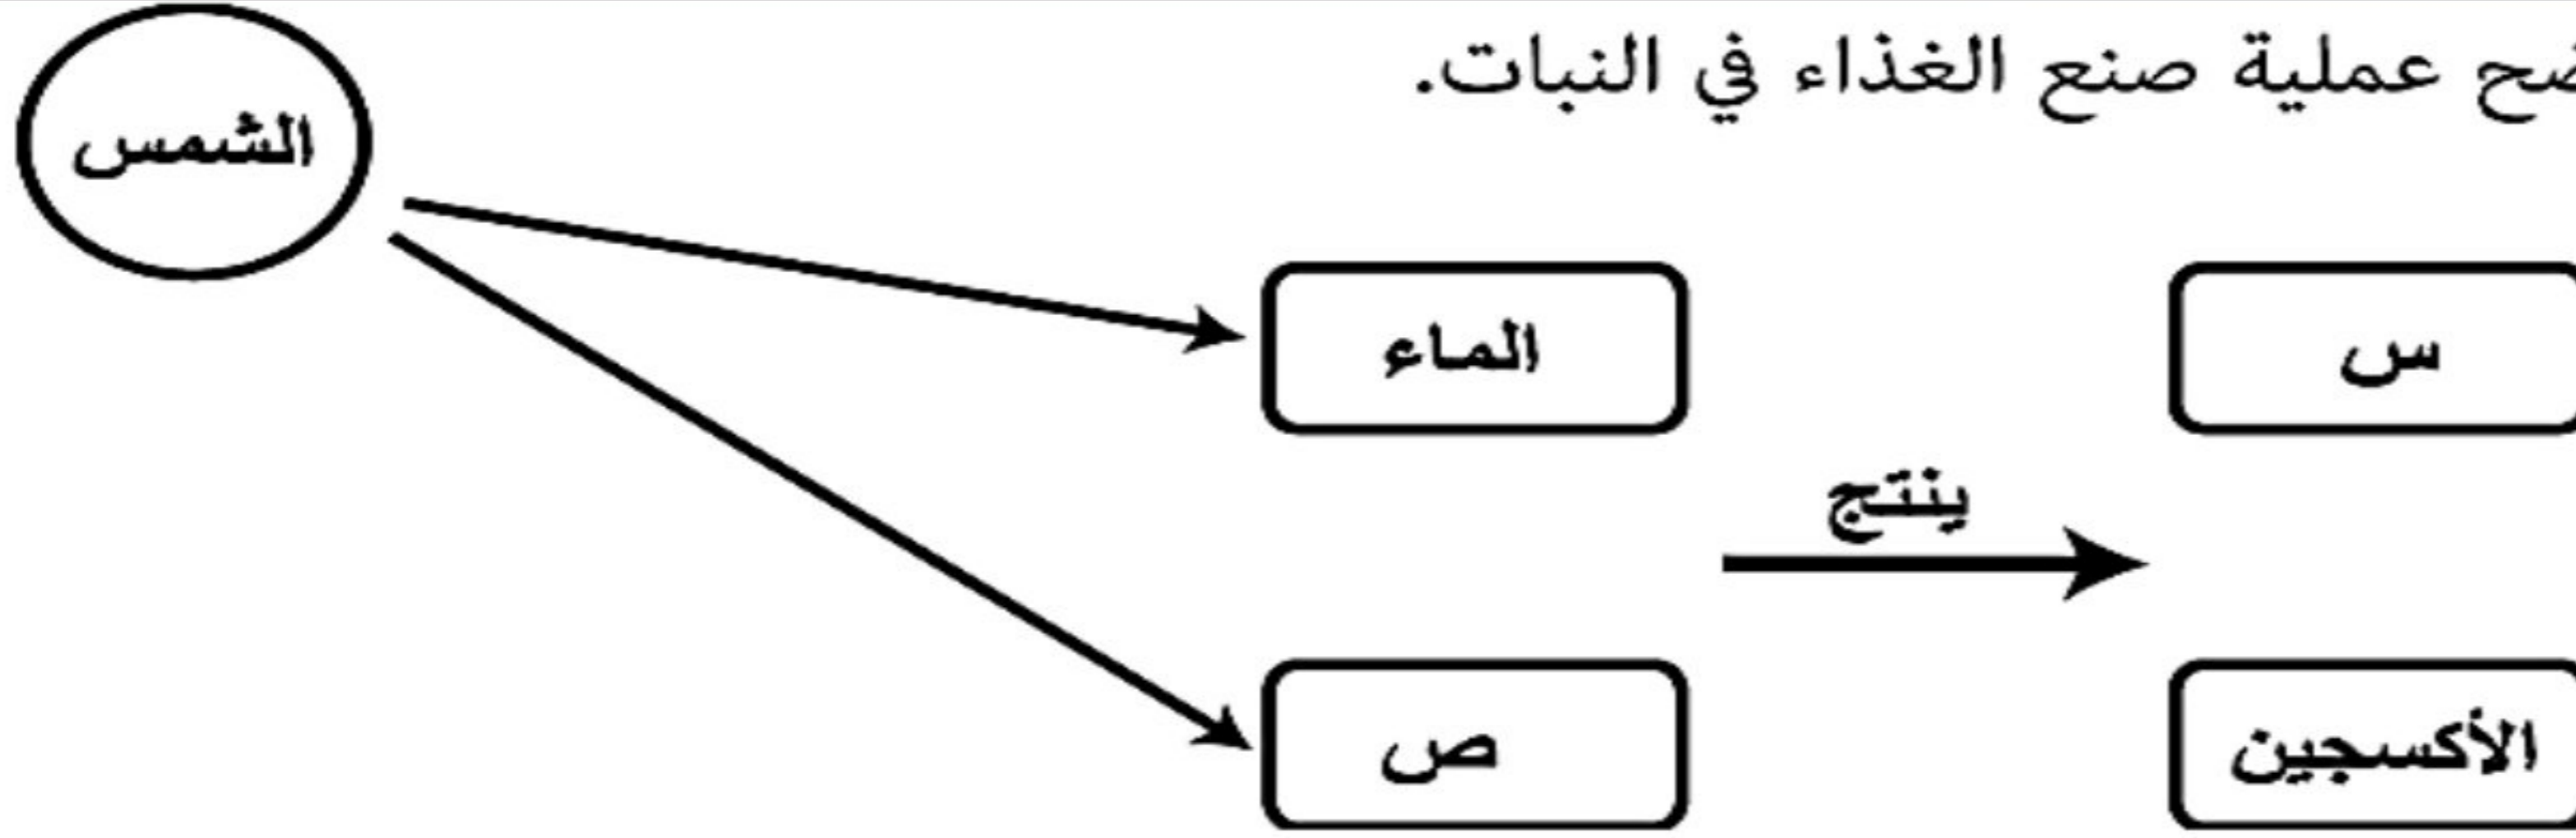 ضح عملية صنع الغذاء في النبات.
الشمس
الماء
س
ينتج
ص
الأكسجين